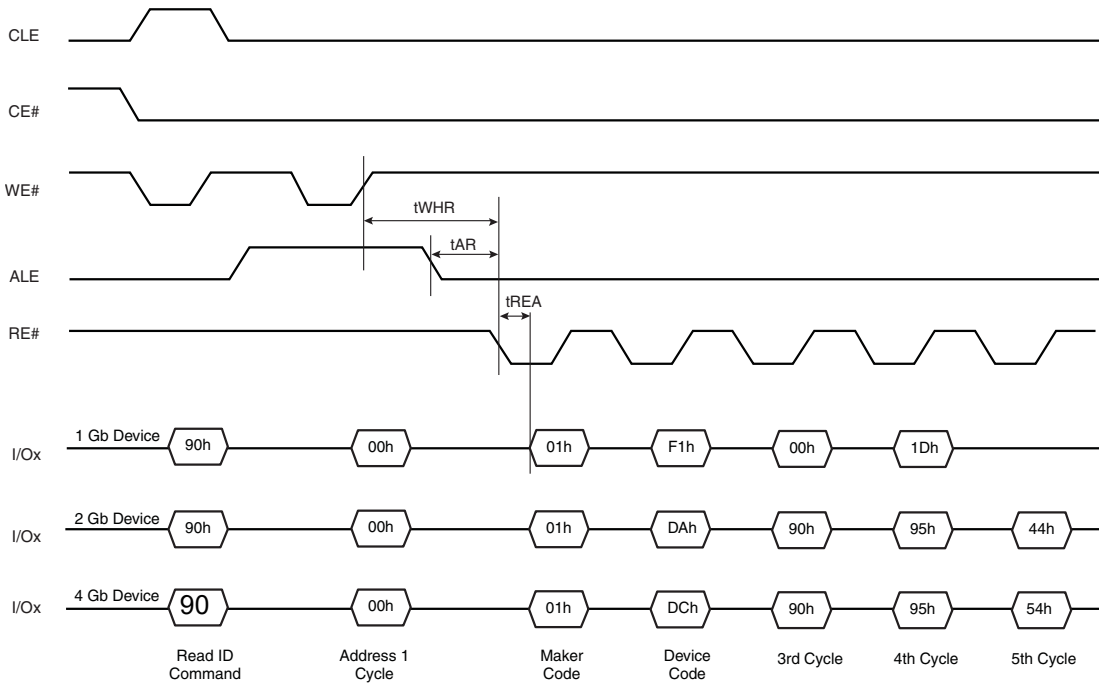 CLE
CE#
WE#
tWHR
tAR
ALE
tREA
RE#
I/Ox 1 Gb Device 90h 00h 01h F1h 00h 1Dh
I/Ox 2 Gb Device 90h 00h 01h DAh 90h 95h 44h
I/Ox 4 Gb Device 90 00h 01h DCh 90h 95h 54h
Read ID Command
Address 1 Cycle
Maker Code
Device Code
3rd Cycle
4th Cycle
5th Cycle